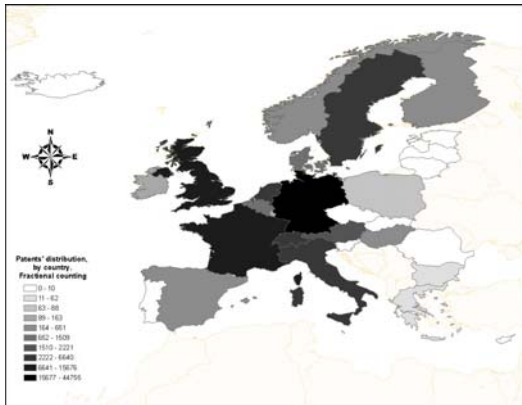 N
W E
S
Patents' distribution,
by country,
Fractional counting
0 - 10
11 - 62
63 - 88
89 - 163
164 - 651
652 - 1509
1510 - 2221
2222 - 6640
6641 - 15676
15677 - 44756